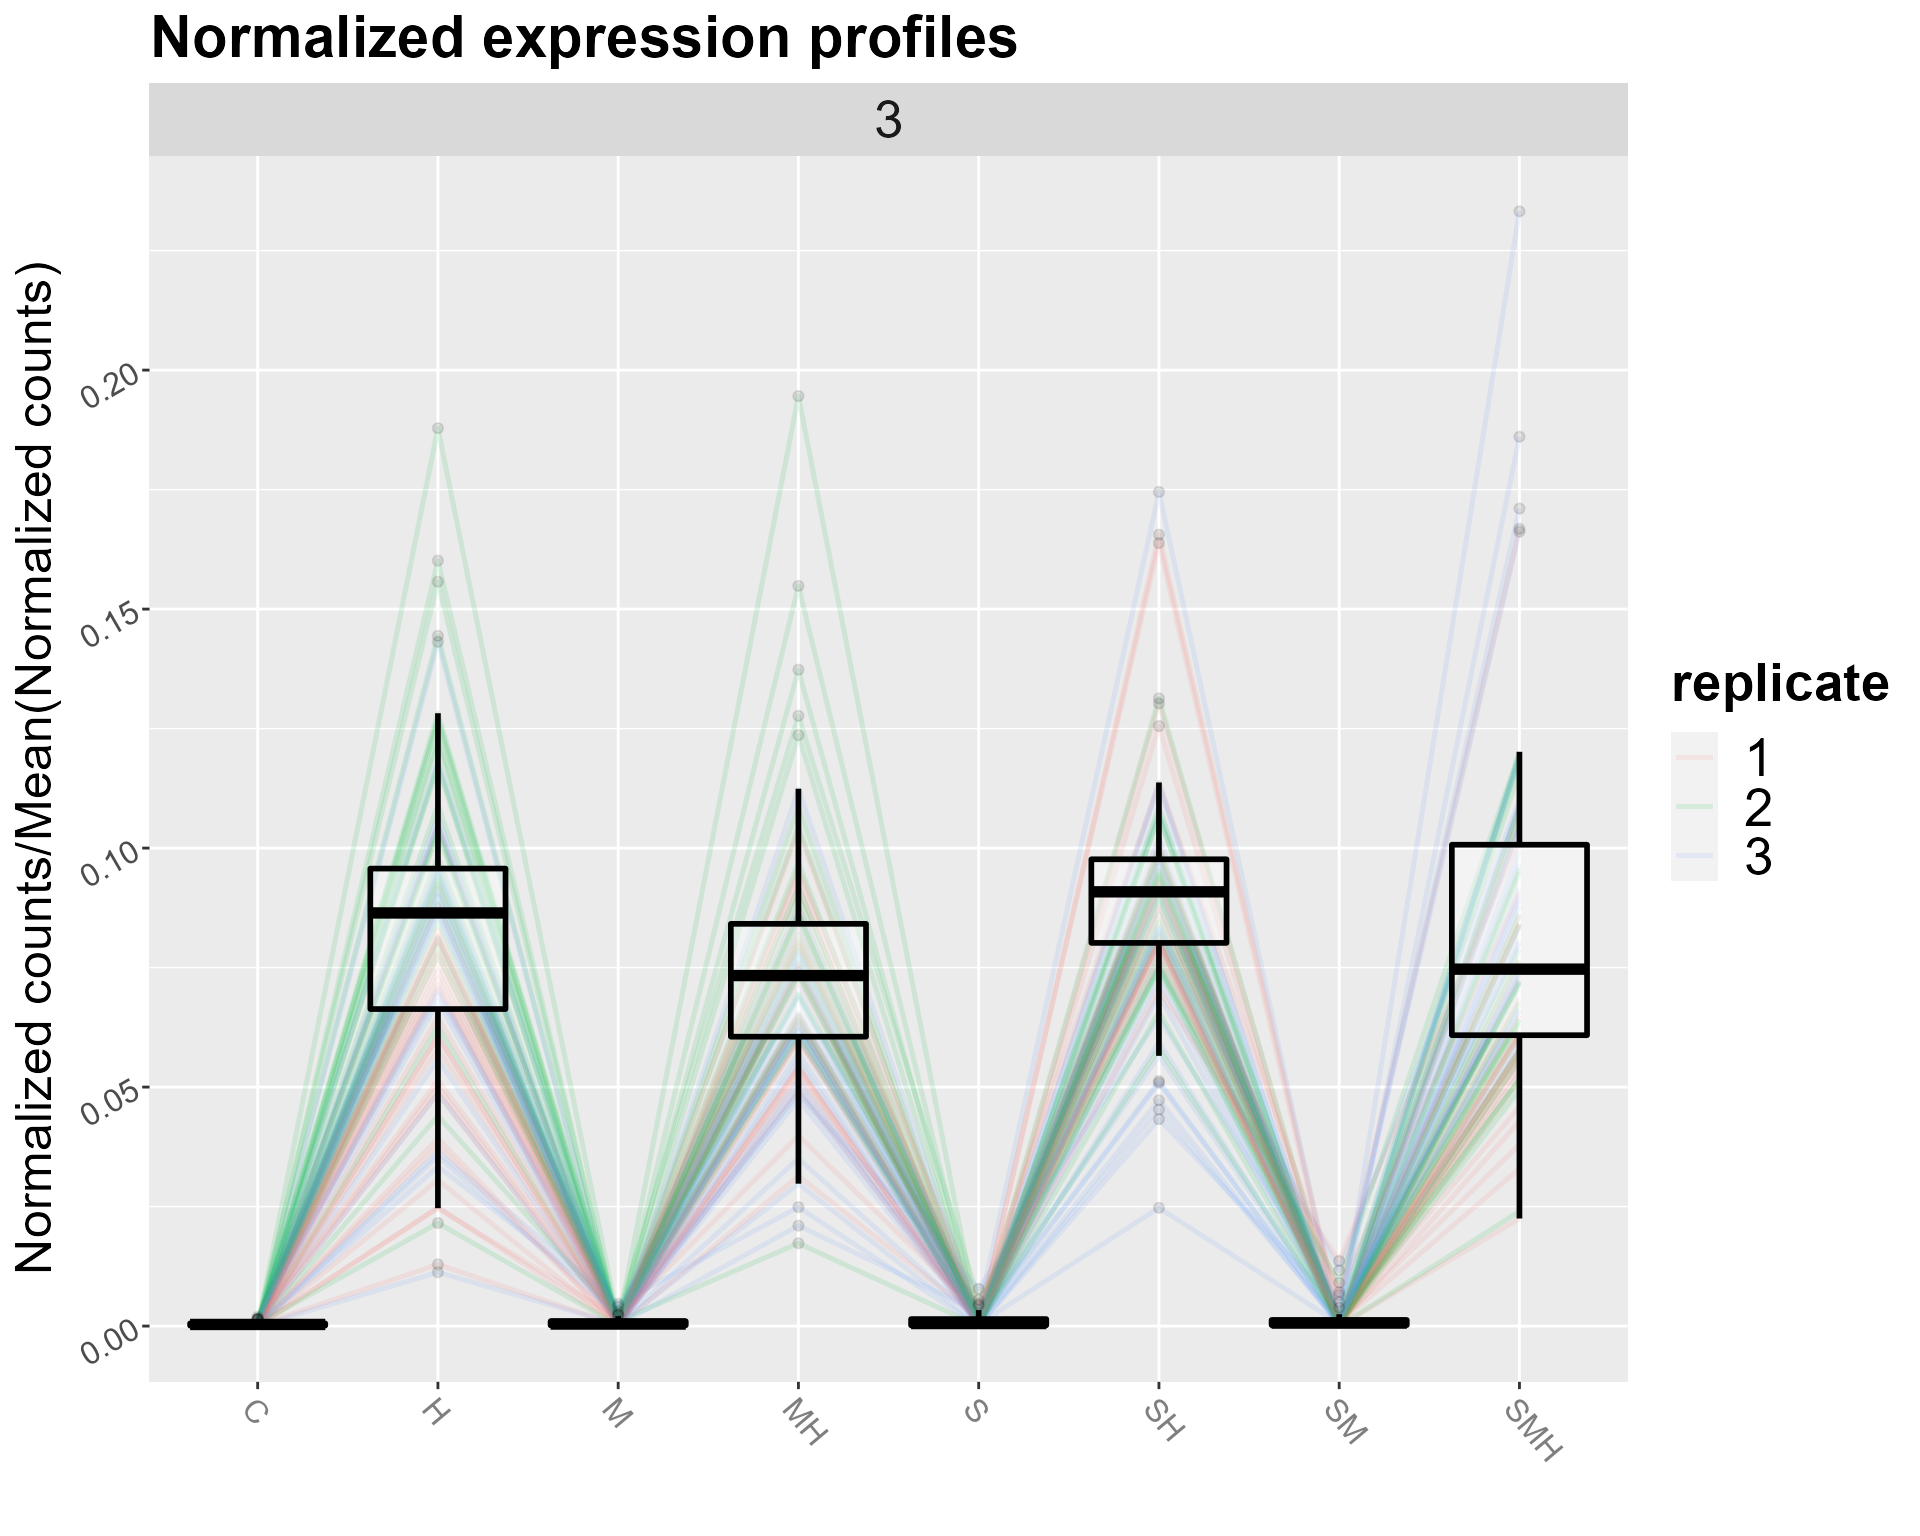 Normalized expression profiles
3
Normalized counts/Mean(Normalized counts)
0.20
0.15
0.10
0.05
0.00
C
H
M
MH
S
SH
SM
SMH
replicate
1
2
3